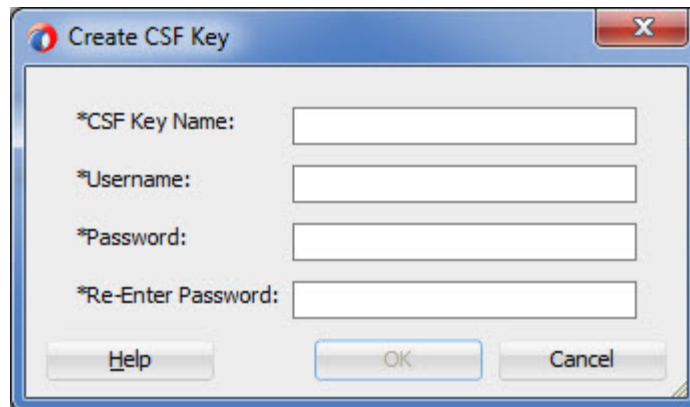 Create CSF Key
*CSF Key Name:
*Username:
*Password:
*Re-Enter Password:
Help OK Cancel